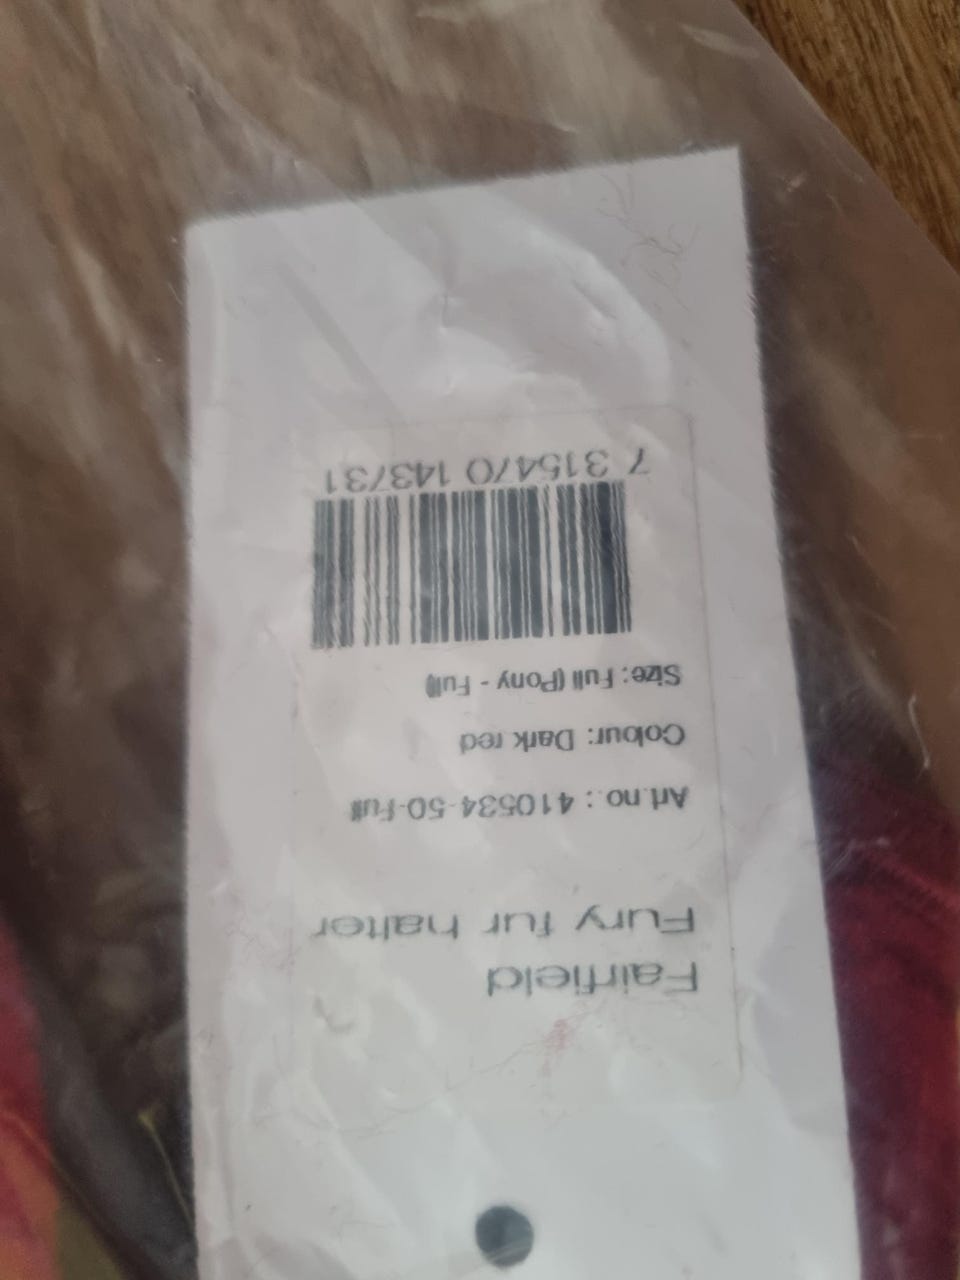 Fairfield
Fury fur halter
Art.no.: 410534-50-Full
Colour: Dark red
Size: Full (Pony - Full)
7 315470 143731